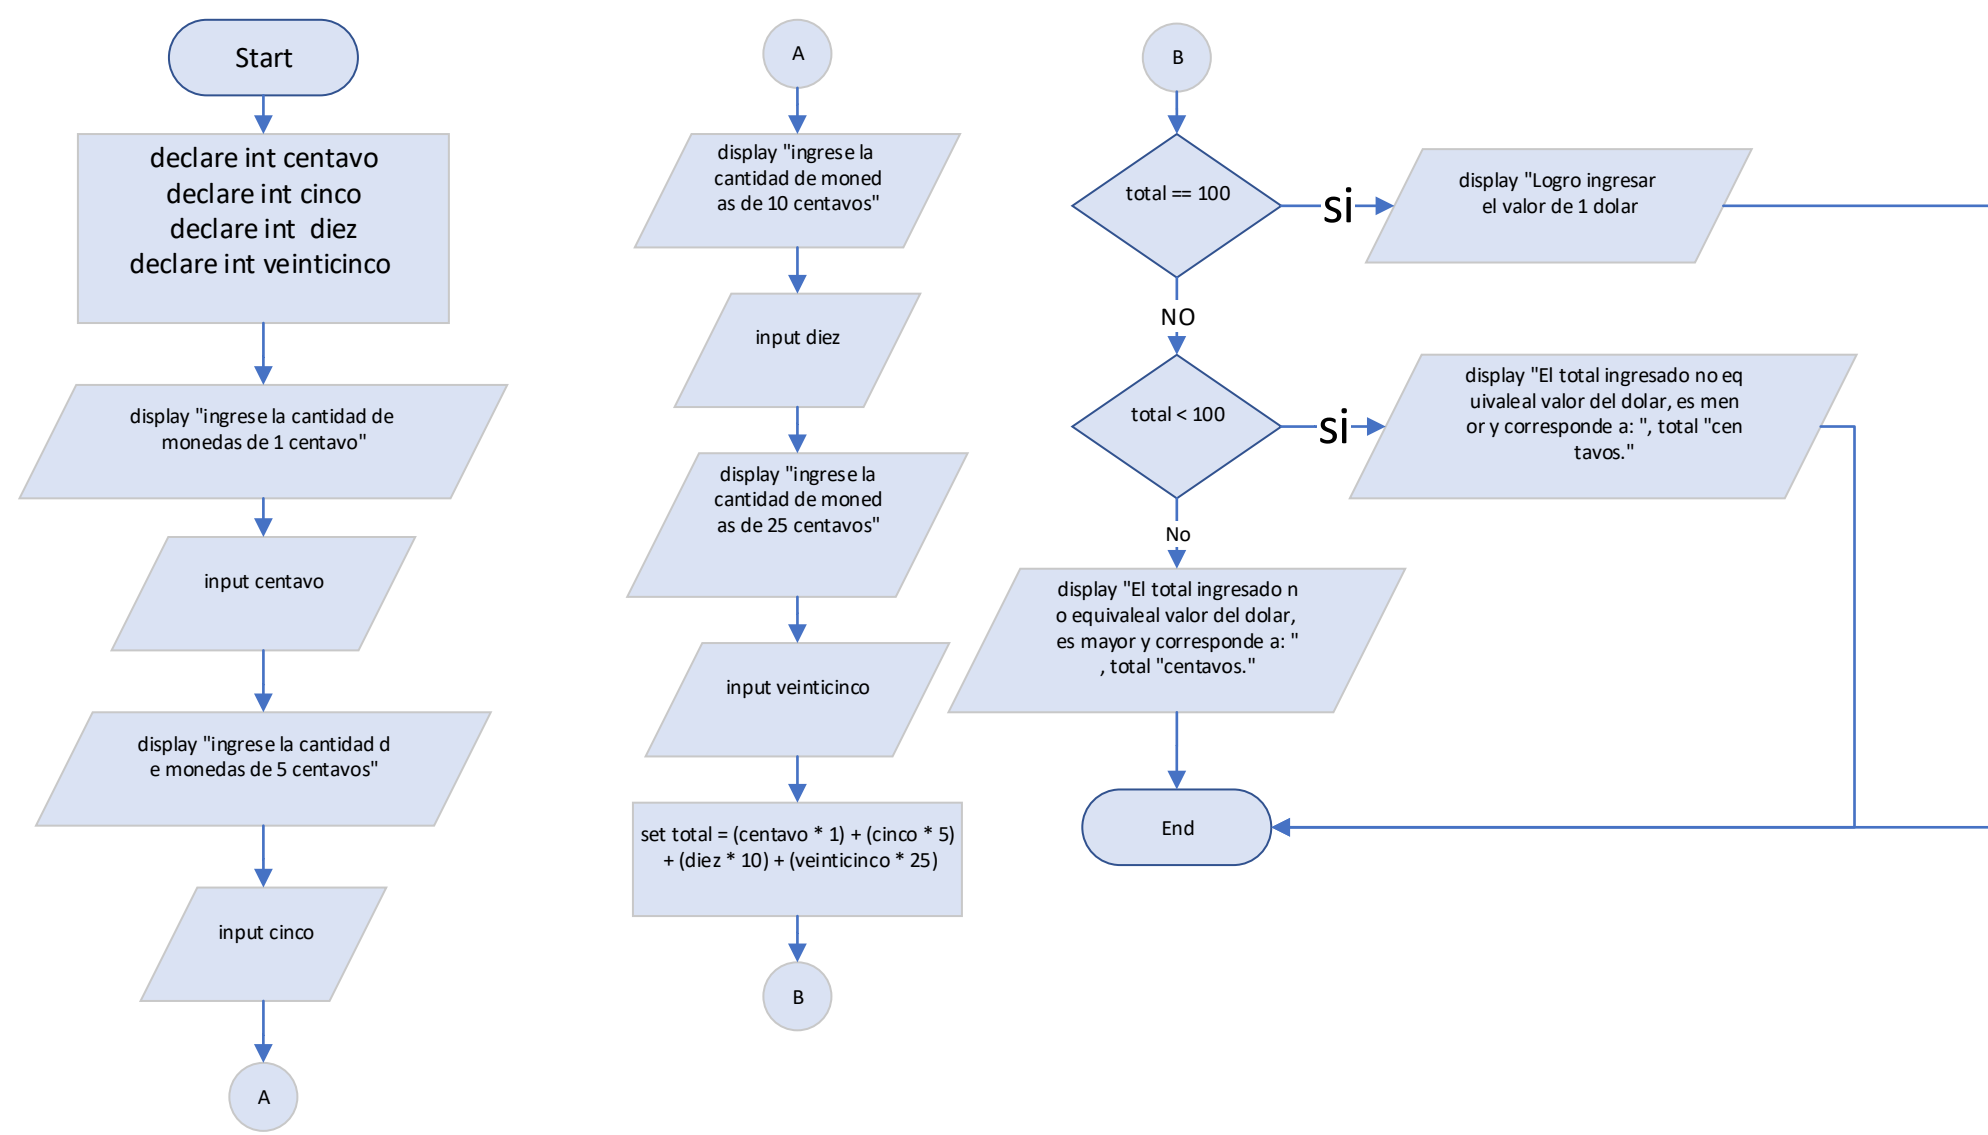 Start
declare int centavo
declare int cinco
declare int  diez
declare int veinticinco
display "ingrese la cantidad de
monedas de 1 centavo"
input centavo
display "ingrese la cantidad d
e monedas de 5 centavos"
input cinco
A
A
display "ingrese la
cantidad de moned
as de 10 centavos"
input diez
display "ingrese la
cantidad de moned
as de 25 centavos"
input veinticinco
set total = (centavo * 1) + (cinco * 5)
+ (diez * 10) + (veinticinco * 25)
B
B
total == 100
si
display "Logro ingresar
el valor de 1 dolar
NO
total < 100
si
display "El total ingresado no eq
uivaleal valor del dolar, es men
or y corresponde a: ", total "cen
tavos."
No
display "El total ingresado n
o equivaleal valor del dolar,
es mayor y corresponde a: "
, total "centavos."
End